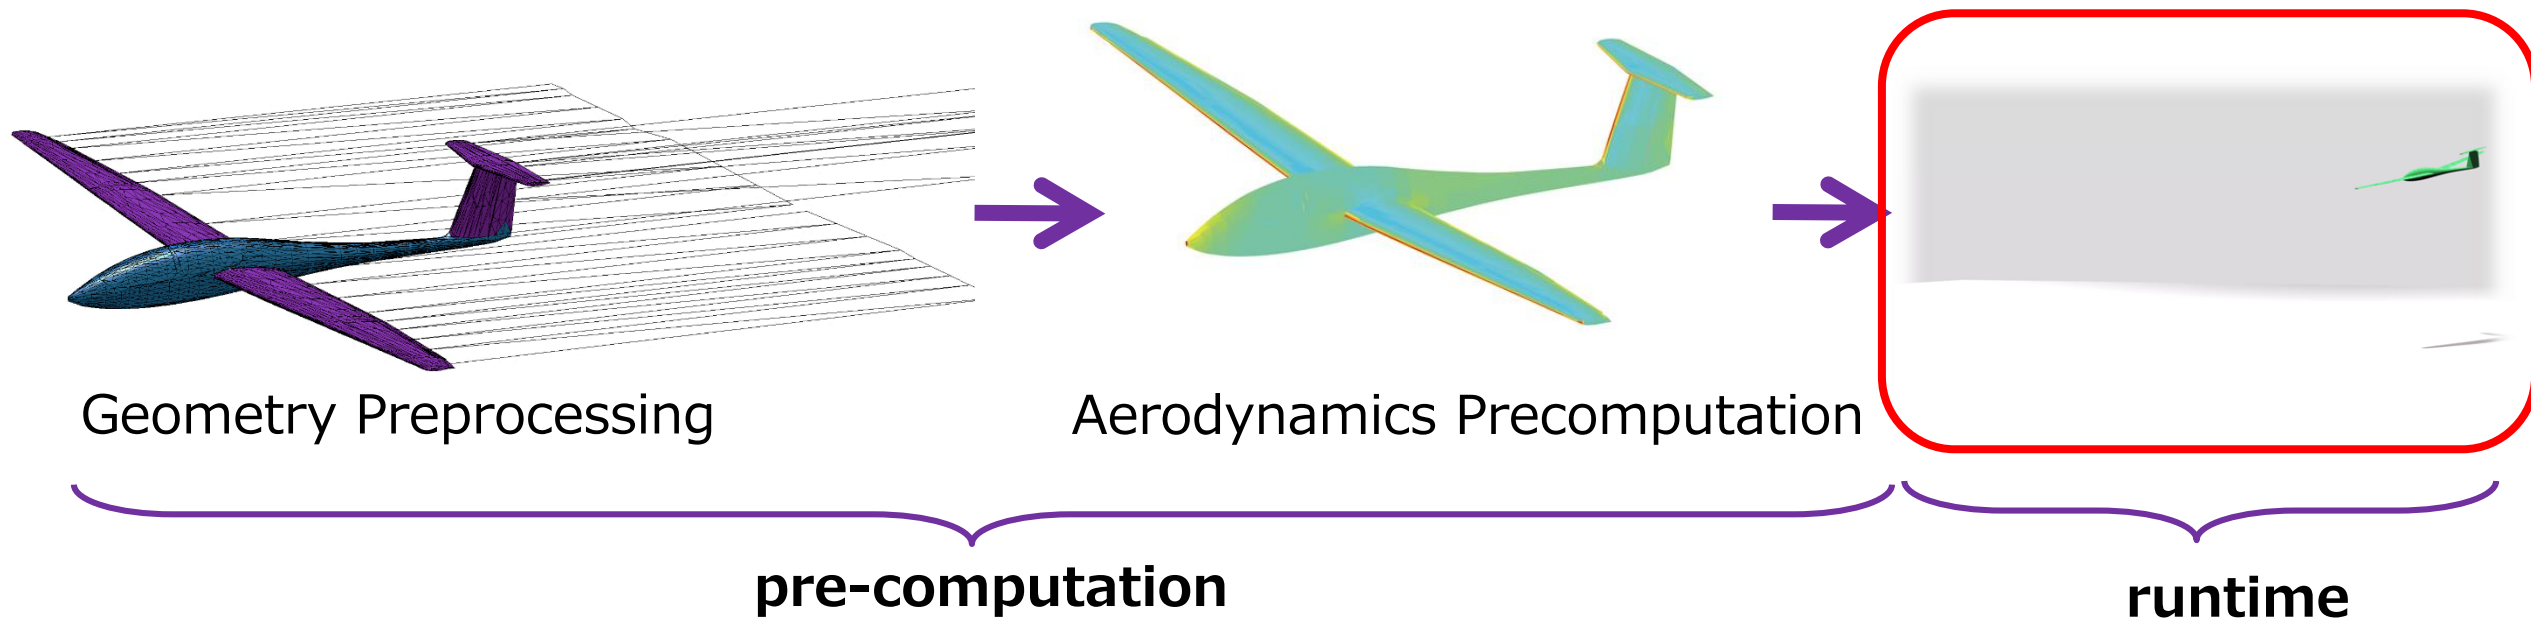 Geometry Preprocessing
Aerodynamics Precomputation
pre-computation
runtime